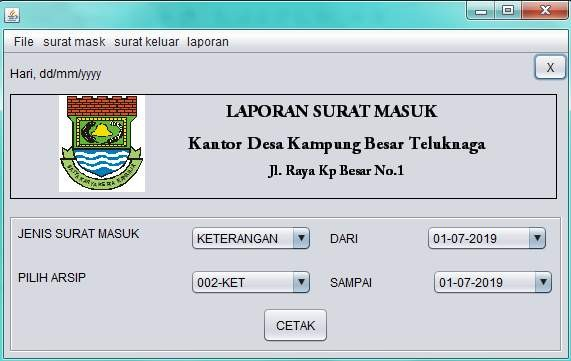 File surat mask surat keluar laporan
Hari, dd/mm/yyyy
X
LAPORAN SURAT MASUK
Kantor Desa Kampung Besar Teluknaga
Jl. Raya Kp Besar No.1
JENIS SURAT MASUK KETERANGAN DARI 01-07-2019
PILIH ARSIP 002-KET SAMPAI 01-07-2019
CETAK